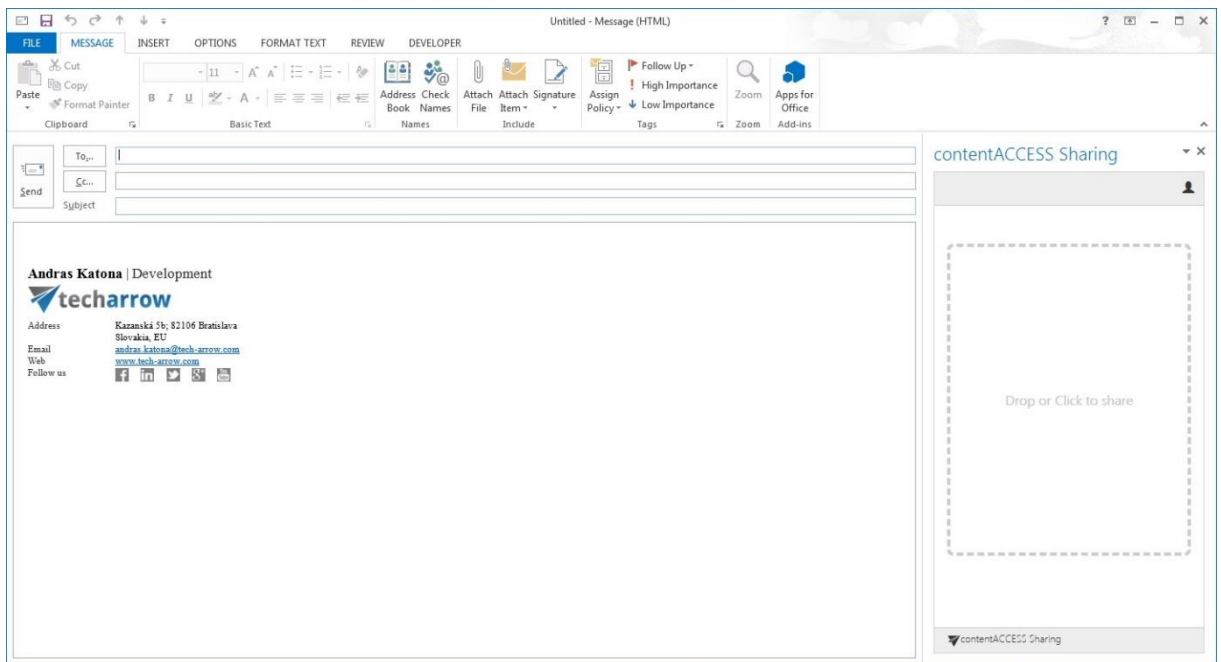 Untitled - Message (HTML)
FILE MESSAGE INSERT OPTIONS FORMAT TEXT REVIEW DEVELOPER
Paste
Cut
Copy
Format Painter
Clipboard
11
B I U
Basic Text
Address Book
Check Names
Names
Attach File
Attach Item
Signature
Include
Assign Policy
Follow Up
High Importance
Low Importance
Tags
Zoom
Zoom
Apps for Office
Add-ins
Send
To...
Cc...
Subject
Andras Katona | Development
techarrow
Address Kazanská 5b; 82106 Bratislava
Slovakia, EU
Email andras.katona@tech-arrow.com
Web www.tech-arrow.com
Follow us
contentACCESS Sharing
Drop or Click to share
contentACCESS Sharing